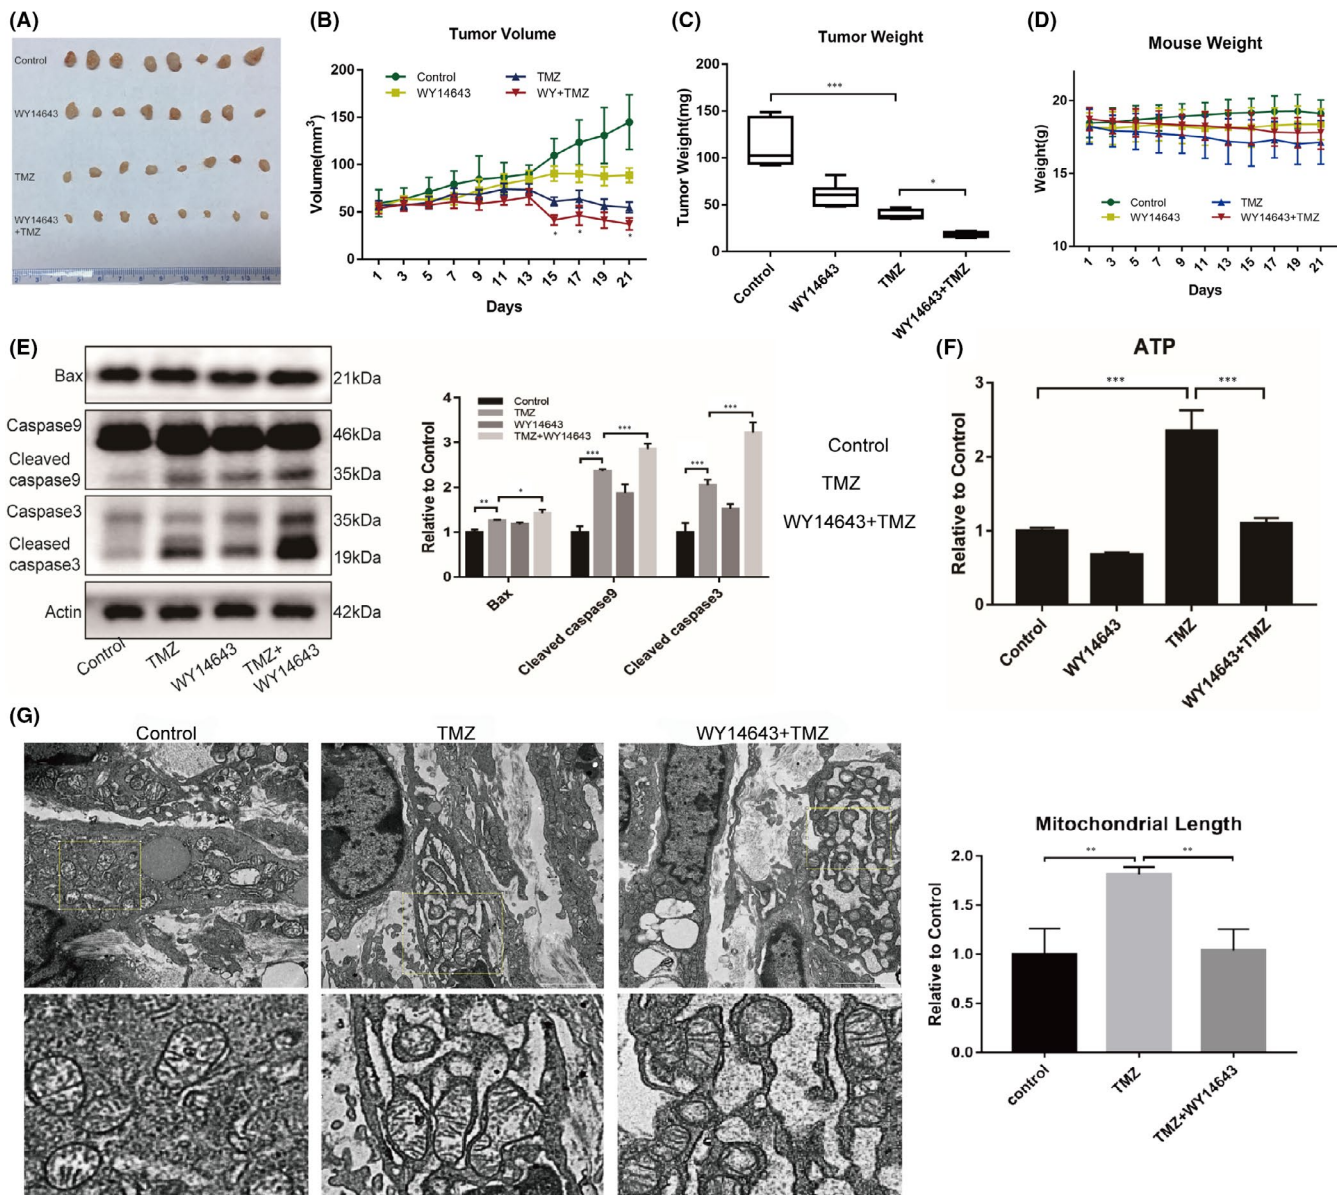 (A)
Control
WY14643
TMZ
WY14643
+TMZ
(B)
Tumor Volume
Control
TMZ
WY14643
WY+TMZ
Volume(mm³)
200
150
100
50
0
1 3 5 7 9 11 13 15 17 19 21
* * *
Days
(C)
Tumor Weight
Tumor Weight(mg)
200
150
100
50
0
***
*
Control
WY14643
TMZ
WY14643+TMZ
(D)
Mouse Weight
Weight(g)
20
15
10
Control
TMZ
WY14643
WY14643+TMZ
1 3 5 7 9 11 13 15 17 19 21
Days
(E)
Bax
21kDa
Caspase9
46kDa
Cleaved
caspase9
35kDa
Caspase3
35kDa
Cleased
caspase3
19kDa
Actin
42kDa
Control
TMZ
WY14643
TMZ+
WY14643
Relative to Control
4
3
2
1
0
Control
TMZ
WY14643
TMZ+WY14643
** *
*** ***
*** ***
Bax
Cleaved caspase9
Cleaved caspase3
Control
TMZ
WY14643+TMZ
(F)
ATP
Relative to Control
3
2
1
0
*** ***
Control
WY14643
TMZ
WY14643+TMZ
(G)
Control
TMZ
WY14643+TMZ
Mitochondrial Length
Relative to Control
2.0
1.5
1.0
0.5
0.0
** **
control
TMZ
TMZ+WY14643